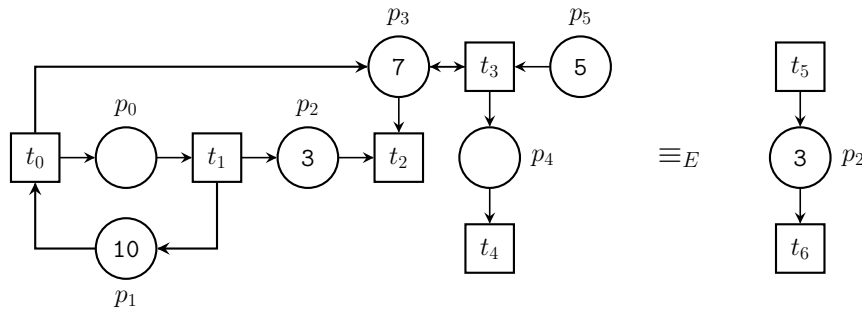 p₃ p₅
7 t₃ 5 t₅
p₀ p₂
t₀ t₁ 3 t₂ p₄ ≡E 3 p₂
10 t₄ t₆
p₁